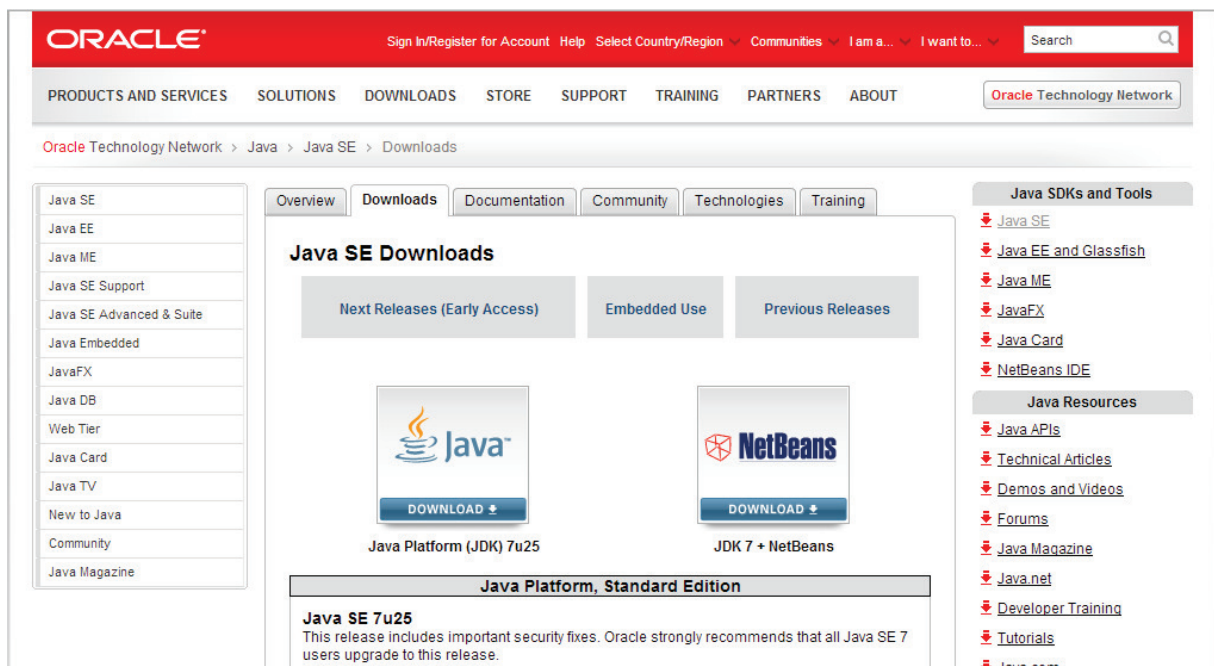 ORACLE
Sign In/Register for Account Help Select Country/Region Communities I am a... I want to... Search
PRODUCTS AND SERVICES SOLUTIONS DOWNLOADS STORE SUPPORT TRAINING PARTNERS ABOUT Oracle Technology Network
Oracle Technology Network > Java > Java SE > Downloads
Java SE
Java EE
Java ME
Java SE Support
Java SE Advanced & Suite
Java Embedded
JavaFX
Java DB
Web Tier
Java Card
Java TV
New to Java
Community
Java Magazine
Overview Downloads Documentation Community Technologies Training
Java SE Downloads
Next Releases (Early Access) Embedded Use Previous Releases
Java™
DOWNLOAD
Java Platform (JDK) 7u25
NetBeans
DOWNLOAD
JDK 7 + NetBeans
Java Platform, Standard Edition
Java SE 7u25
This release includes important security fixes. Oracle strongly recommends that all Java SE 7
users upgrade to this release.
Java SDKs and Tools
Java SE
Java EE and Glassfish
Java ME
JavaFX
Java Card
NetBeans IDE
Java Resources
Java APIs
Technical Articles
Demos and Videos
Forums
Java Magazine
Java.net
Developer Training
Tutorials